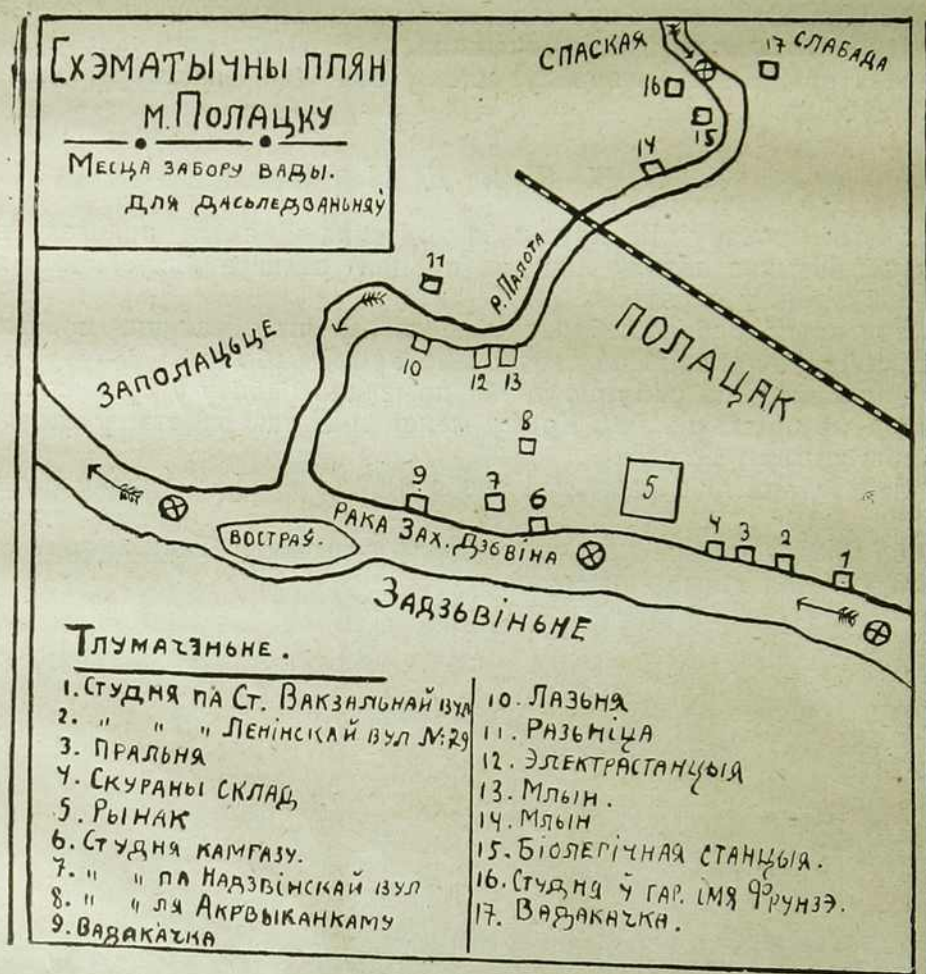 Схэматычны плян
м. Полацку
Месца забору вады.
для дасьледваньняў
Спаская
17 Слабада
16
15
14
р. Палота
11
Полацак
Заполацьце
10
12
13
8
9
7
6
5
4
3
2
1
Рака Зах. Дзвіна
Востраў.
Задзьвіньне
Тлумачэньне.
1. Студня па Ст. Вакзальнай вул
2. " " " Ленінскай вул №29
3. Пральня
4. Скураны склад
5. Рынак
6. Студня камгазу.
7. " " па Надзвінскай вул
8. " " ля Акрвыканкаму
9. Вадакачка
10. Лазьня
11. Разьніца
12. Электрастанцыя
13. Млын.
14. Млын
15. Біолегічная станцыя.
16. Студня ў гар. імя Фрунзэ.
17. Вадакачка.